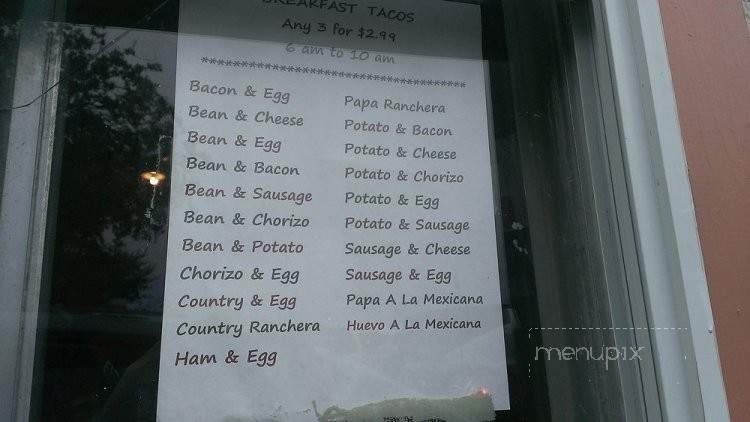 BREAKFAST TACOS
Any 3 for $2.99
6 am to 10 am
****************************************
Bacon & Egg
Bean & Cheese
Bean & Egg
Bean & Bacon
Bean & Sausage
Bean & Chorizo
Bean & Potato
Chorizo & Egg
Country & Egg
Country Ranchera
Ham & Egg
Papa Ranchera
Potato & Bacon
Potato & Cheese
Potato & Chorizo
Potato & Egg
Potato & Sausage
Sausage & Cheese
Sausage & Egg
Papa A La Mexicana
Huevo A La Mexicana
menupix